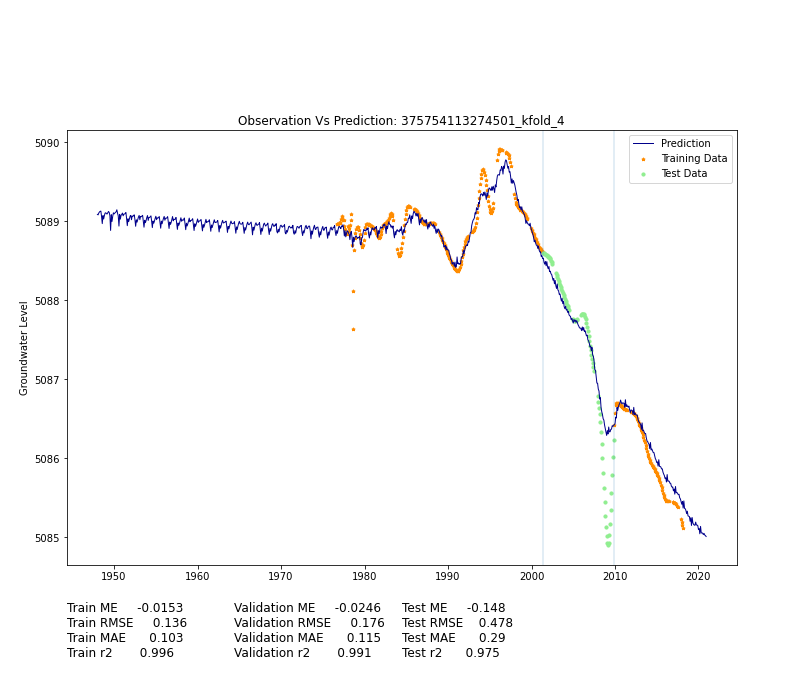 Observation Vs Prediction: 375754113274501_kfold_4
Prediction
Training Data
Test Data
5090
5089
5088
5087
5086
5085
Groundwater Level
1950 1960 1970 1980 1990 2000 2010 2020
Train ME -0.0153 Validation ME -0.0246 Test ME -0.148
Train RMSE 0.136 Validation RMSE 0.176 Test RMSE 0.478
Train MAE 0.103 Validation MAE 0.115 Test MAE 0.29
Train r2 0.996 Validation r2 0.991 Test r2 0.975